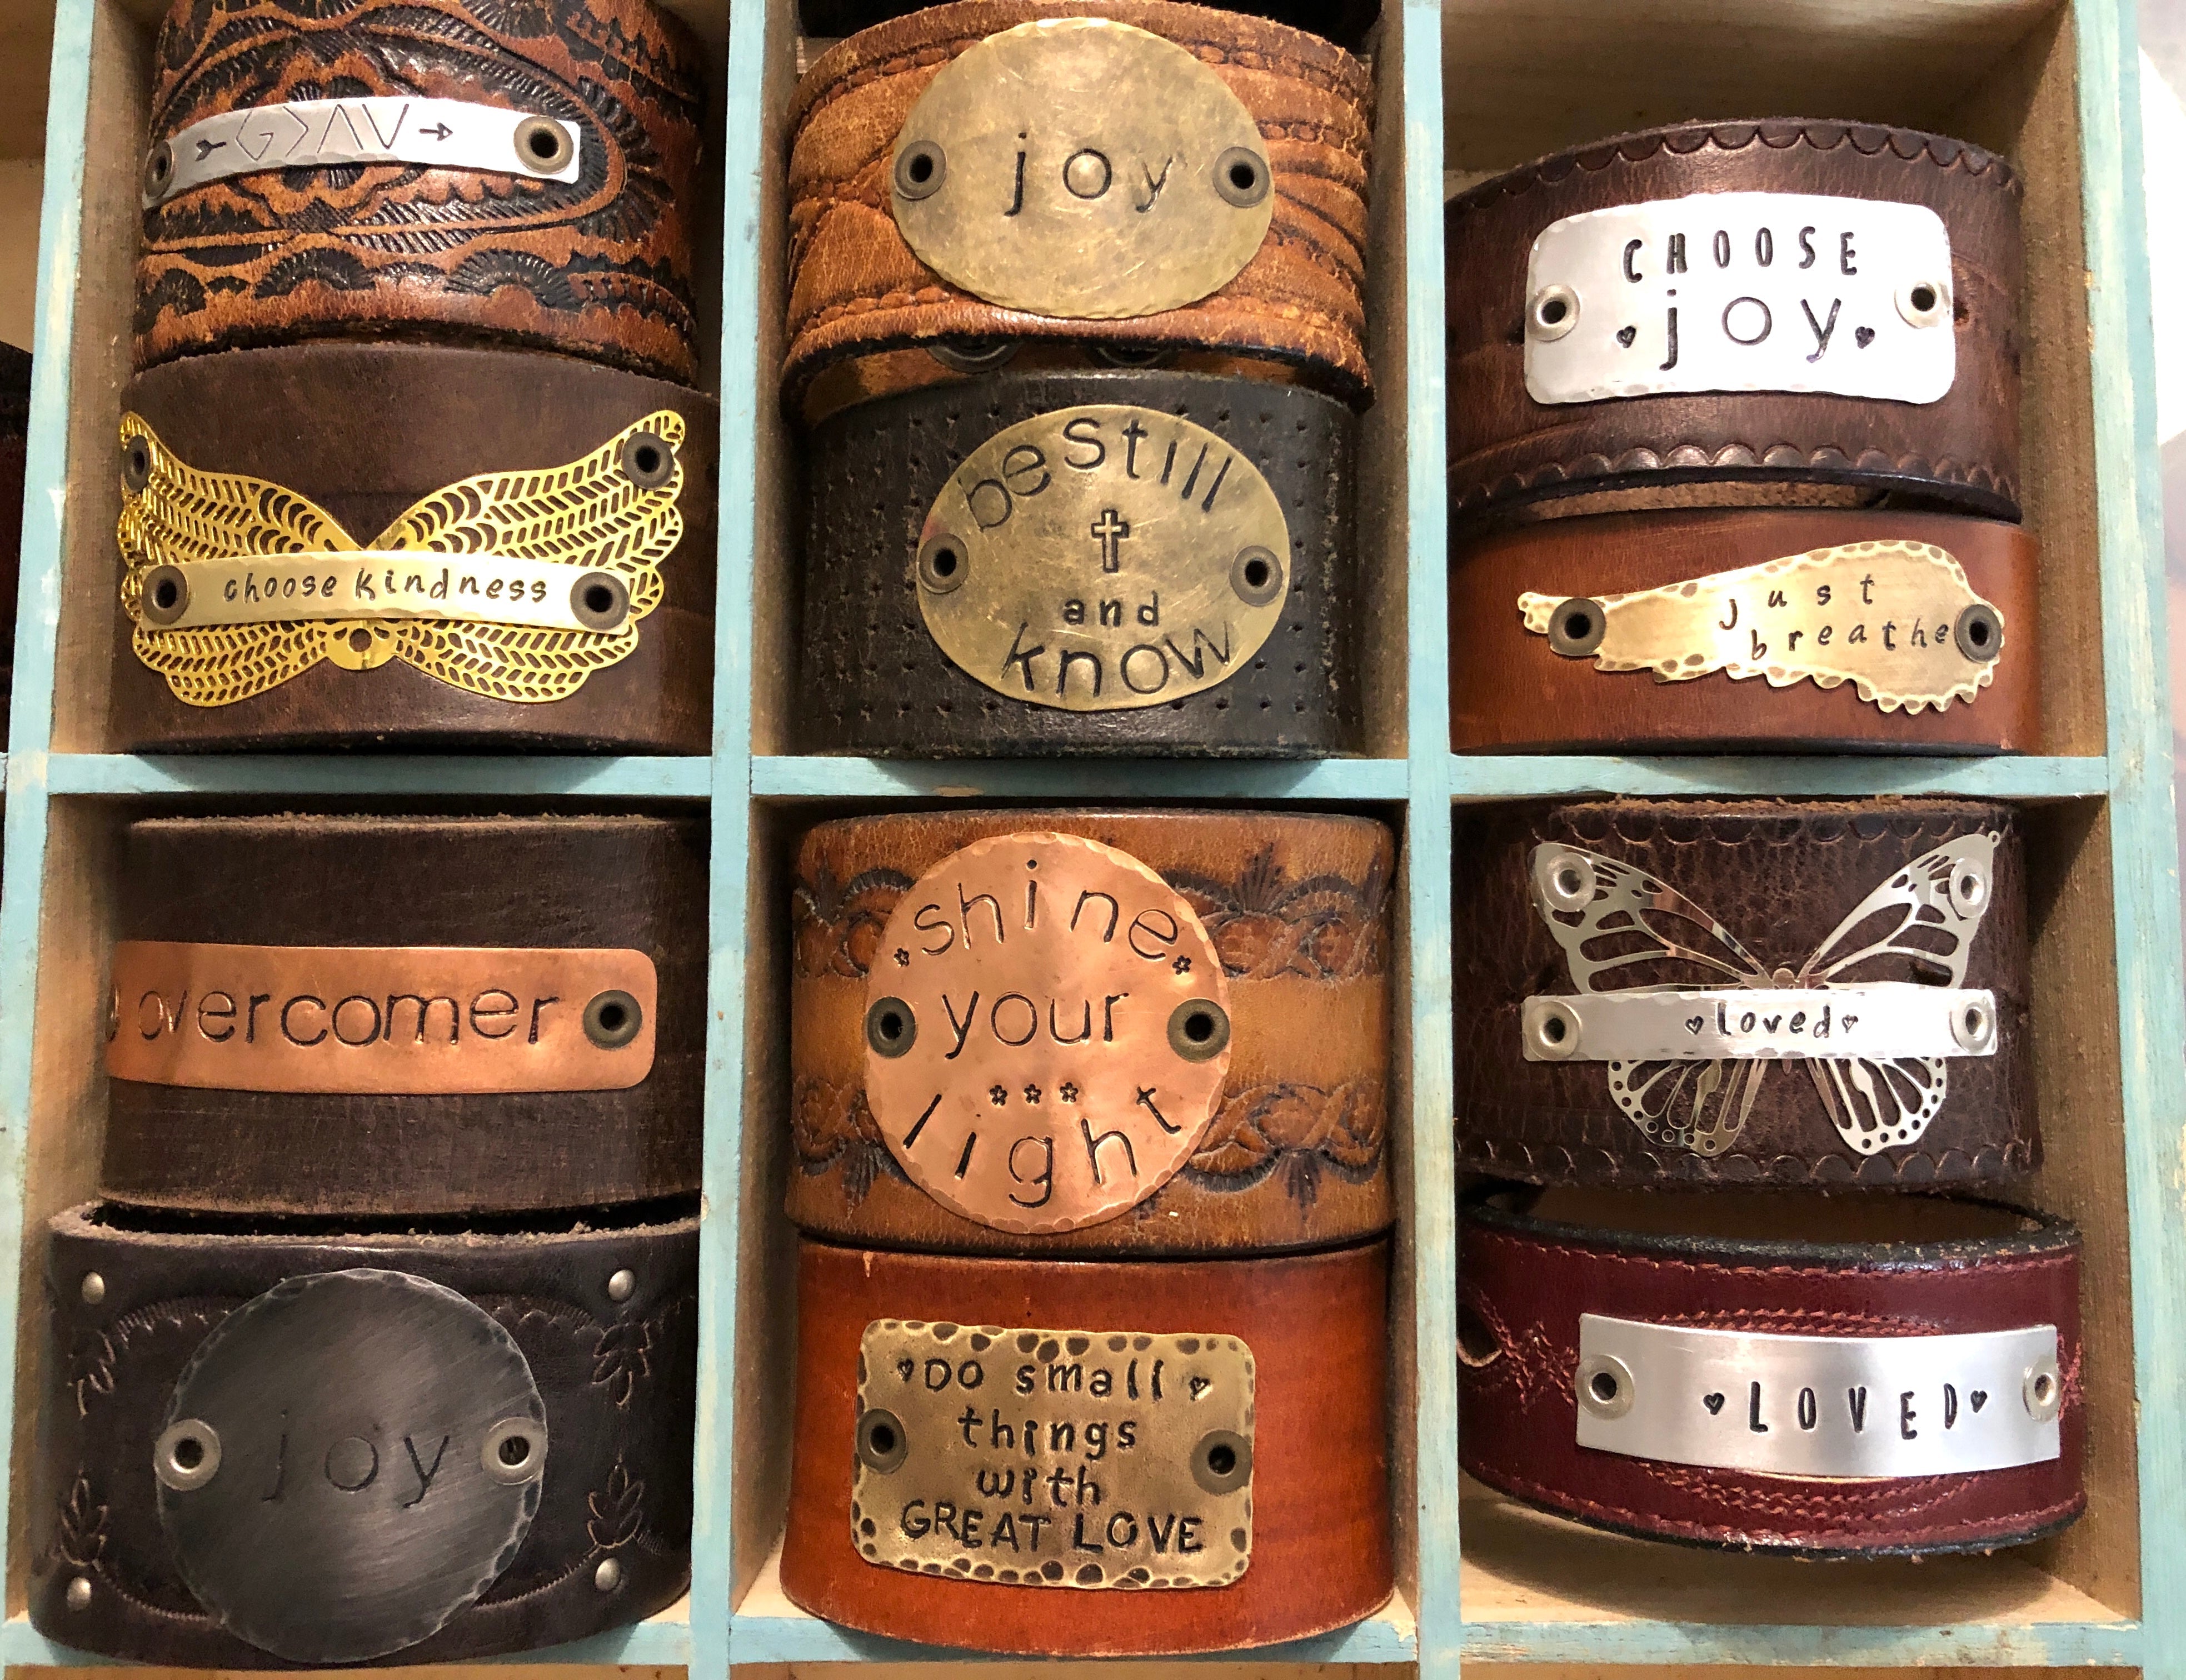 G>ΛV
choose kindness
joy
be still
and
know
CHOOSE
joy
just
breathe
overcomer
joy
shine
your
light
DO small
things
with
GREAT LOVE
loved
LOVED